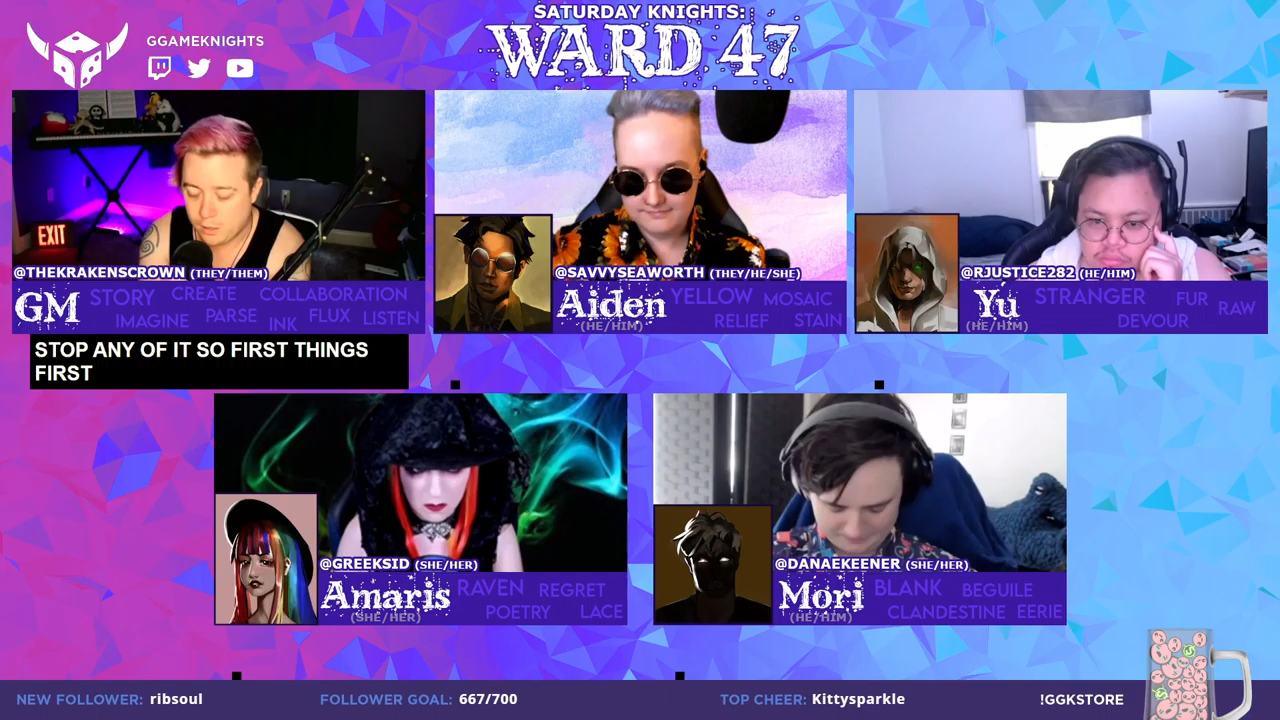 SATURDAY KNIGHTS:
WARD 47
GGAMEKNIGHTS
EXIT
@THEKRAKENSCROWN (THEY/THEM)
GM
STORY CREATE COLLABORATION
IMAGINE PARSE INK FLUX LISTEN
@SAVVYSEAWORTH (THEY/HE/SHE)
Aiden
(HE/HIM)
YELLOW MOSAIC
RELIEF STAIN
@RJUSTICE282 (HE/HIM)
Yu
(HE/HIM)
STRANGER FUR RAW
DEVOUR
STOP ANY OF IT SO FIRST THINGS
FIRST
@GREEKSID (SHE/HER)
Amaris
(SHE/HER)
RAVEN REGRET
POETRY LACE
@DANAEKEENER (SHE/HER)
Mori
(HE/HIM)
BLANK BEGUILE
CLANDESTINE EERIE
NEW FOLLOWER: ribsoul FOLLOWER GOAL: 667/700 TOP CHEER: Kittysparkle !GGKSTORE